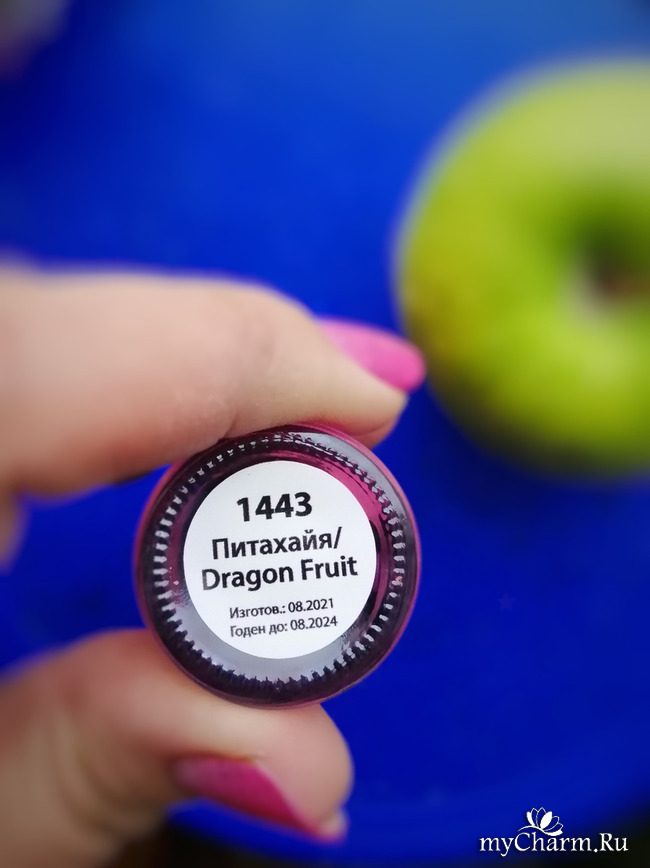 1443
Питахайя/
Dragon Fruit
Изготов.: 08.2021
Годен до: 08.2024
myCharm.Ru